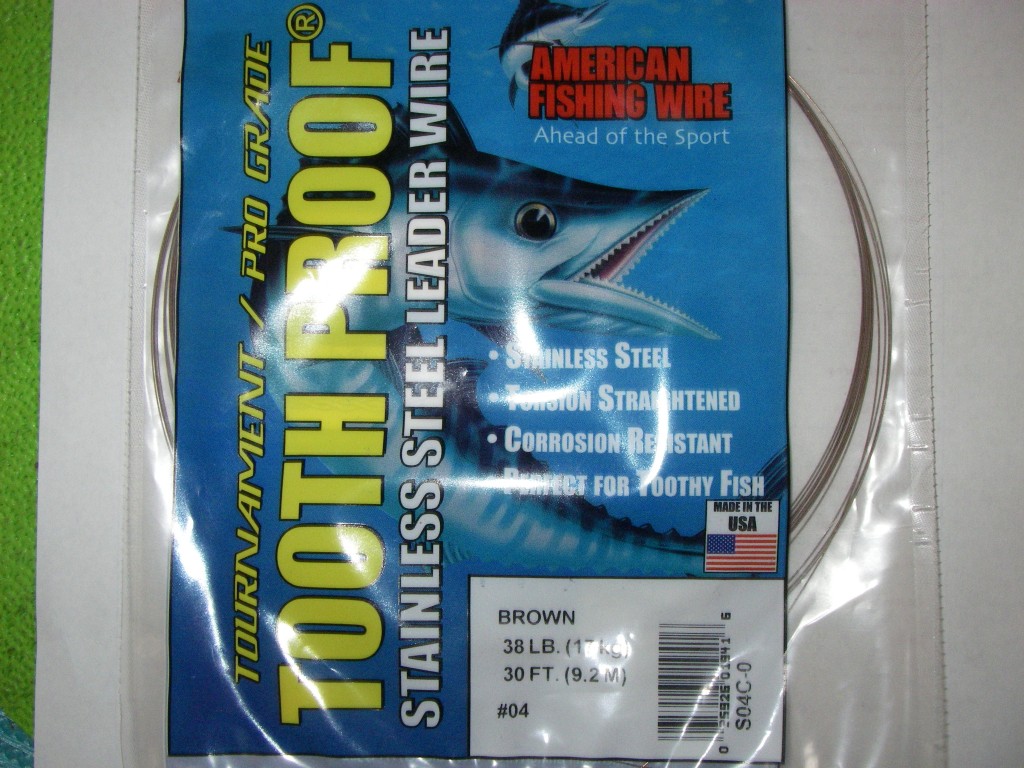 TOURNAMENT / PRO GRADE
TOOTH PROOF®
STAINLESS STEEL LEADER WIRE
AMERICAN
FISHING WIRE
Ahead of the Sport
• STAINLESS STEEL
• TORSION STRAIGHTENED
• CORROSION RESISTANT
PERFECT FOR TOOTHY FISH
MADE IN THE
USA
BROWN
38 LB. (17 kg)
30 FT. (9.2 M)
#04
S04C-0